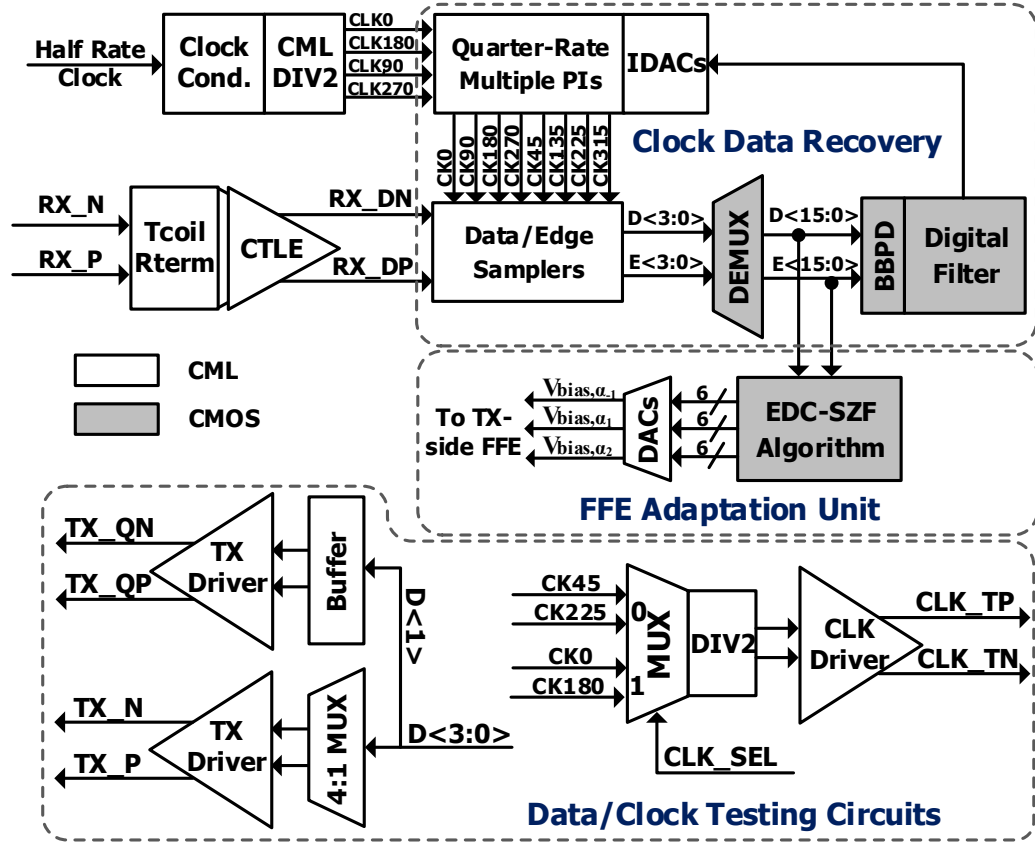 Half Rate
Clock
Clock
Cond.
CML
DIV2
CLK0
CLK180
CLK90
CLK270
Quarter-Rate
Multiple PIs
IDACs
CK0
CK90
CK180
CK270
CK45
CK135
CK225
CK315
Clock Data Recovery
RX_N
RX_P
Tcoil
Rterm
CTLE
RX_DN
RX_DP
Data/Edge
Samplers
D<3:0>
E<3:0>
DEMUX
D<15:0>
E<15:0>
BBPD
Digital
Filter
CML
CMOS
To TX-
side FFE
Vbias,α-1
Vbias,α1
Vbias,α2
DACs
6
6
6
EDC-SZF
Algorithm
FFE Adaptation Unit
TX_QN
TX_QP
TX
Driver
Buffer
D<1>
TX_N
TX_P
TX
Driver
4:1 MUX
D<3:0>
CK45
CK225
CK0
CK180
0
1
MUX
DIV2
CLK
Driver
CLK_TP
CLK_TN
CLK_SEL
Data/Clock Testing Circuits